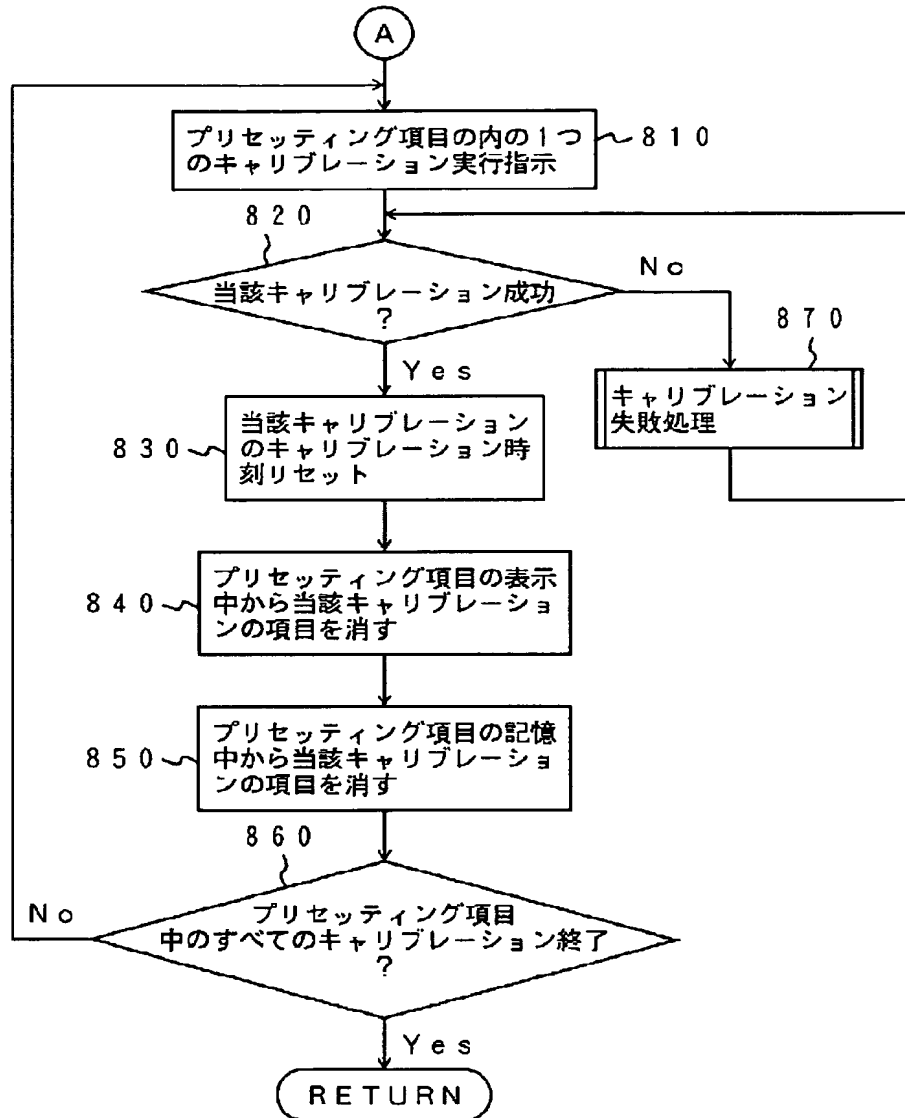 A
プリセッティング項目の内の1つ
のキャリブレーション実行指示
810
820
当該キャリブレーション成功
?
No
Yes
870
キャリブレーション
失敗処理
830
当該キャリブレーション
のキャリブレーション時
刻リセット
840
プリセッティング項目の表示
中から当該キャリブレーショ
ンの項目を消す
850
プリセッティング項目の記憶
中から当該キャリブレーショ
ンの項目を消す
860
No
プリセッティング項目
中のすべてのキャリブレーション終了
?
Yes
RETURN